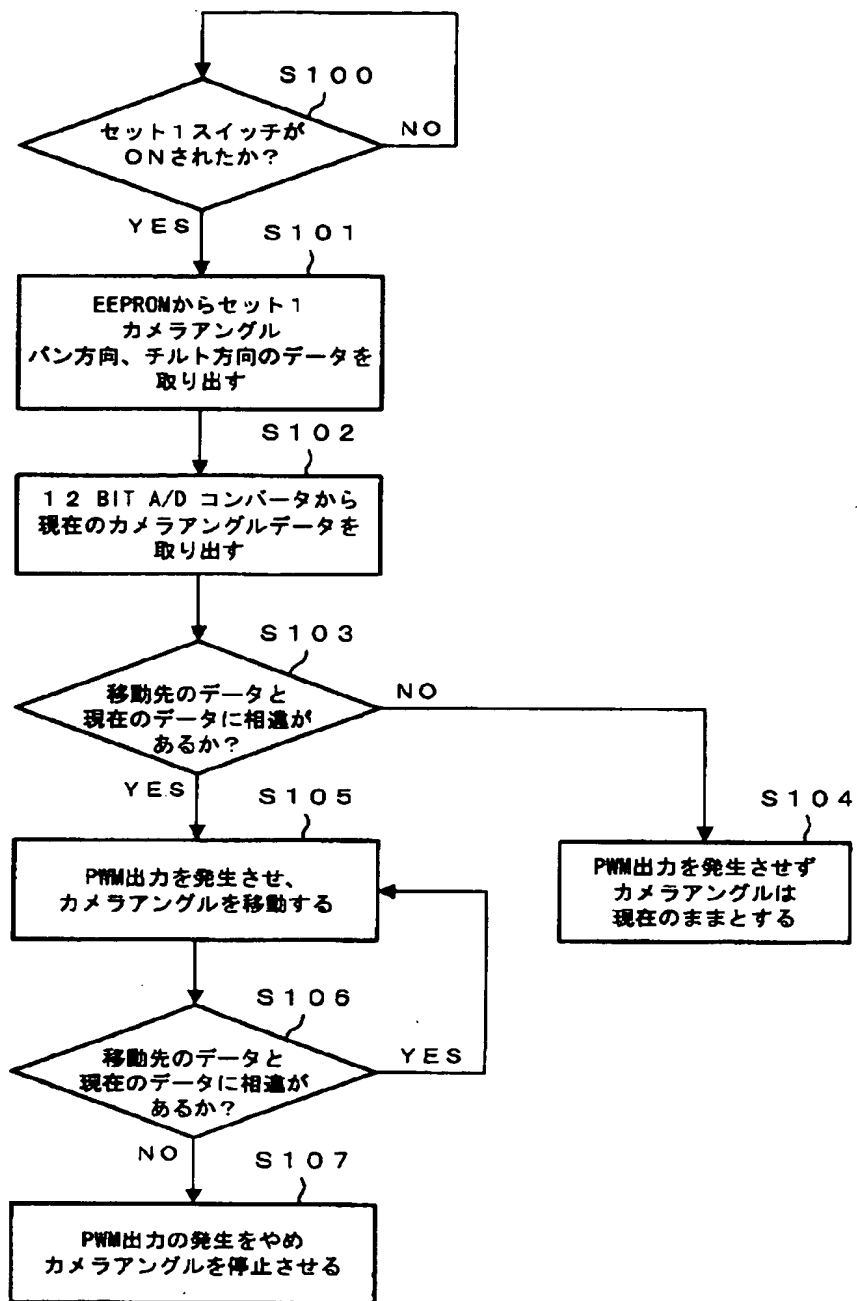 S100
セット1スイッチが
ONされたか?
NO
YES
S101
EEPROMからセット1
カメラアングル
パン方向、チルト方向のデータを
取り出す
S102
12 BIT A/D コンバータから
現在のカメラアングルデータを
取り出す
S103
移動先のデータと
現在のデータに相違が
あるか?
NO
YES
S105
PWM出力を発生させ、
カメラアングルを移動する
S104
PWM出力を発生させず
カメラアングルは
現在のままとする
S106
移動先のデータと
現在のデータに相違が
あるか?
YES
NO
S107
PWM出力の発生をやめ
カメラアングルを停止させる